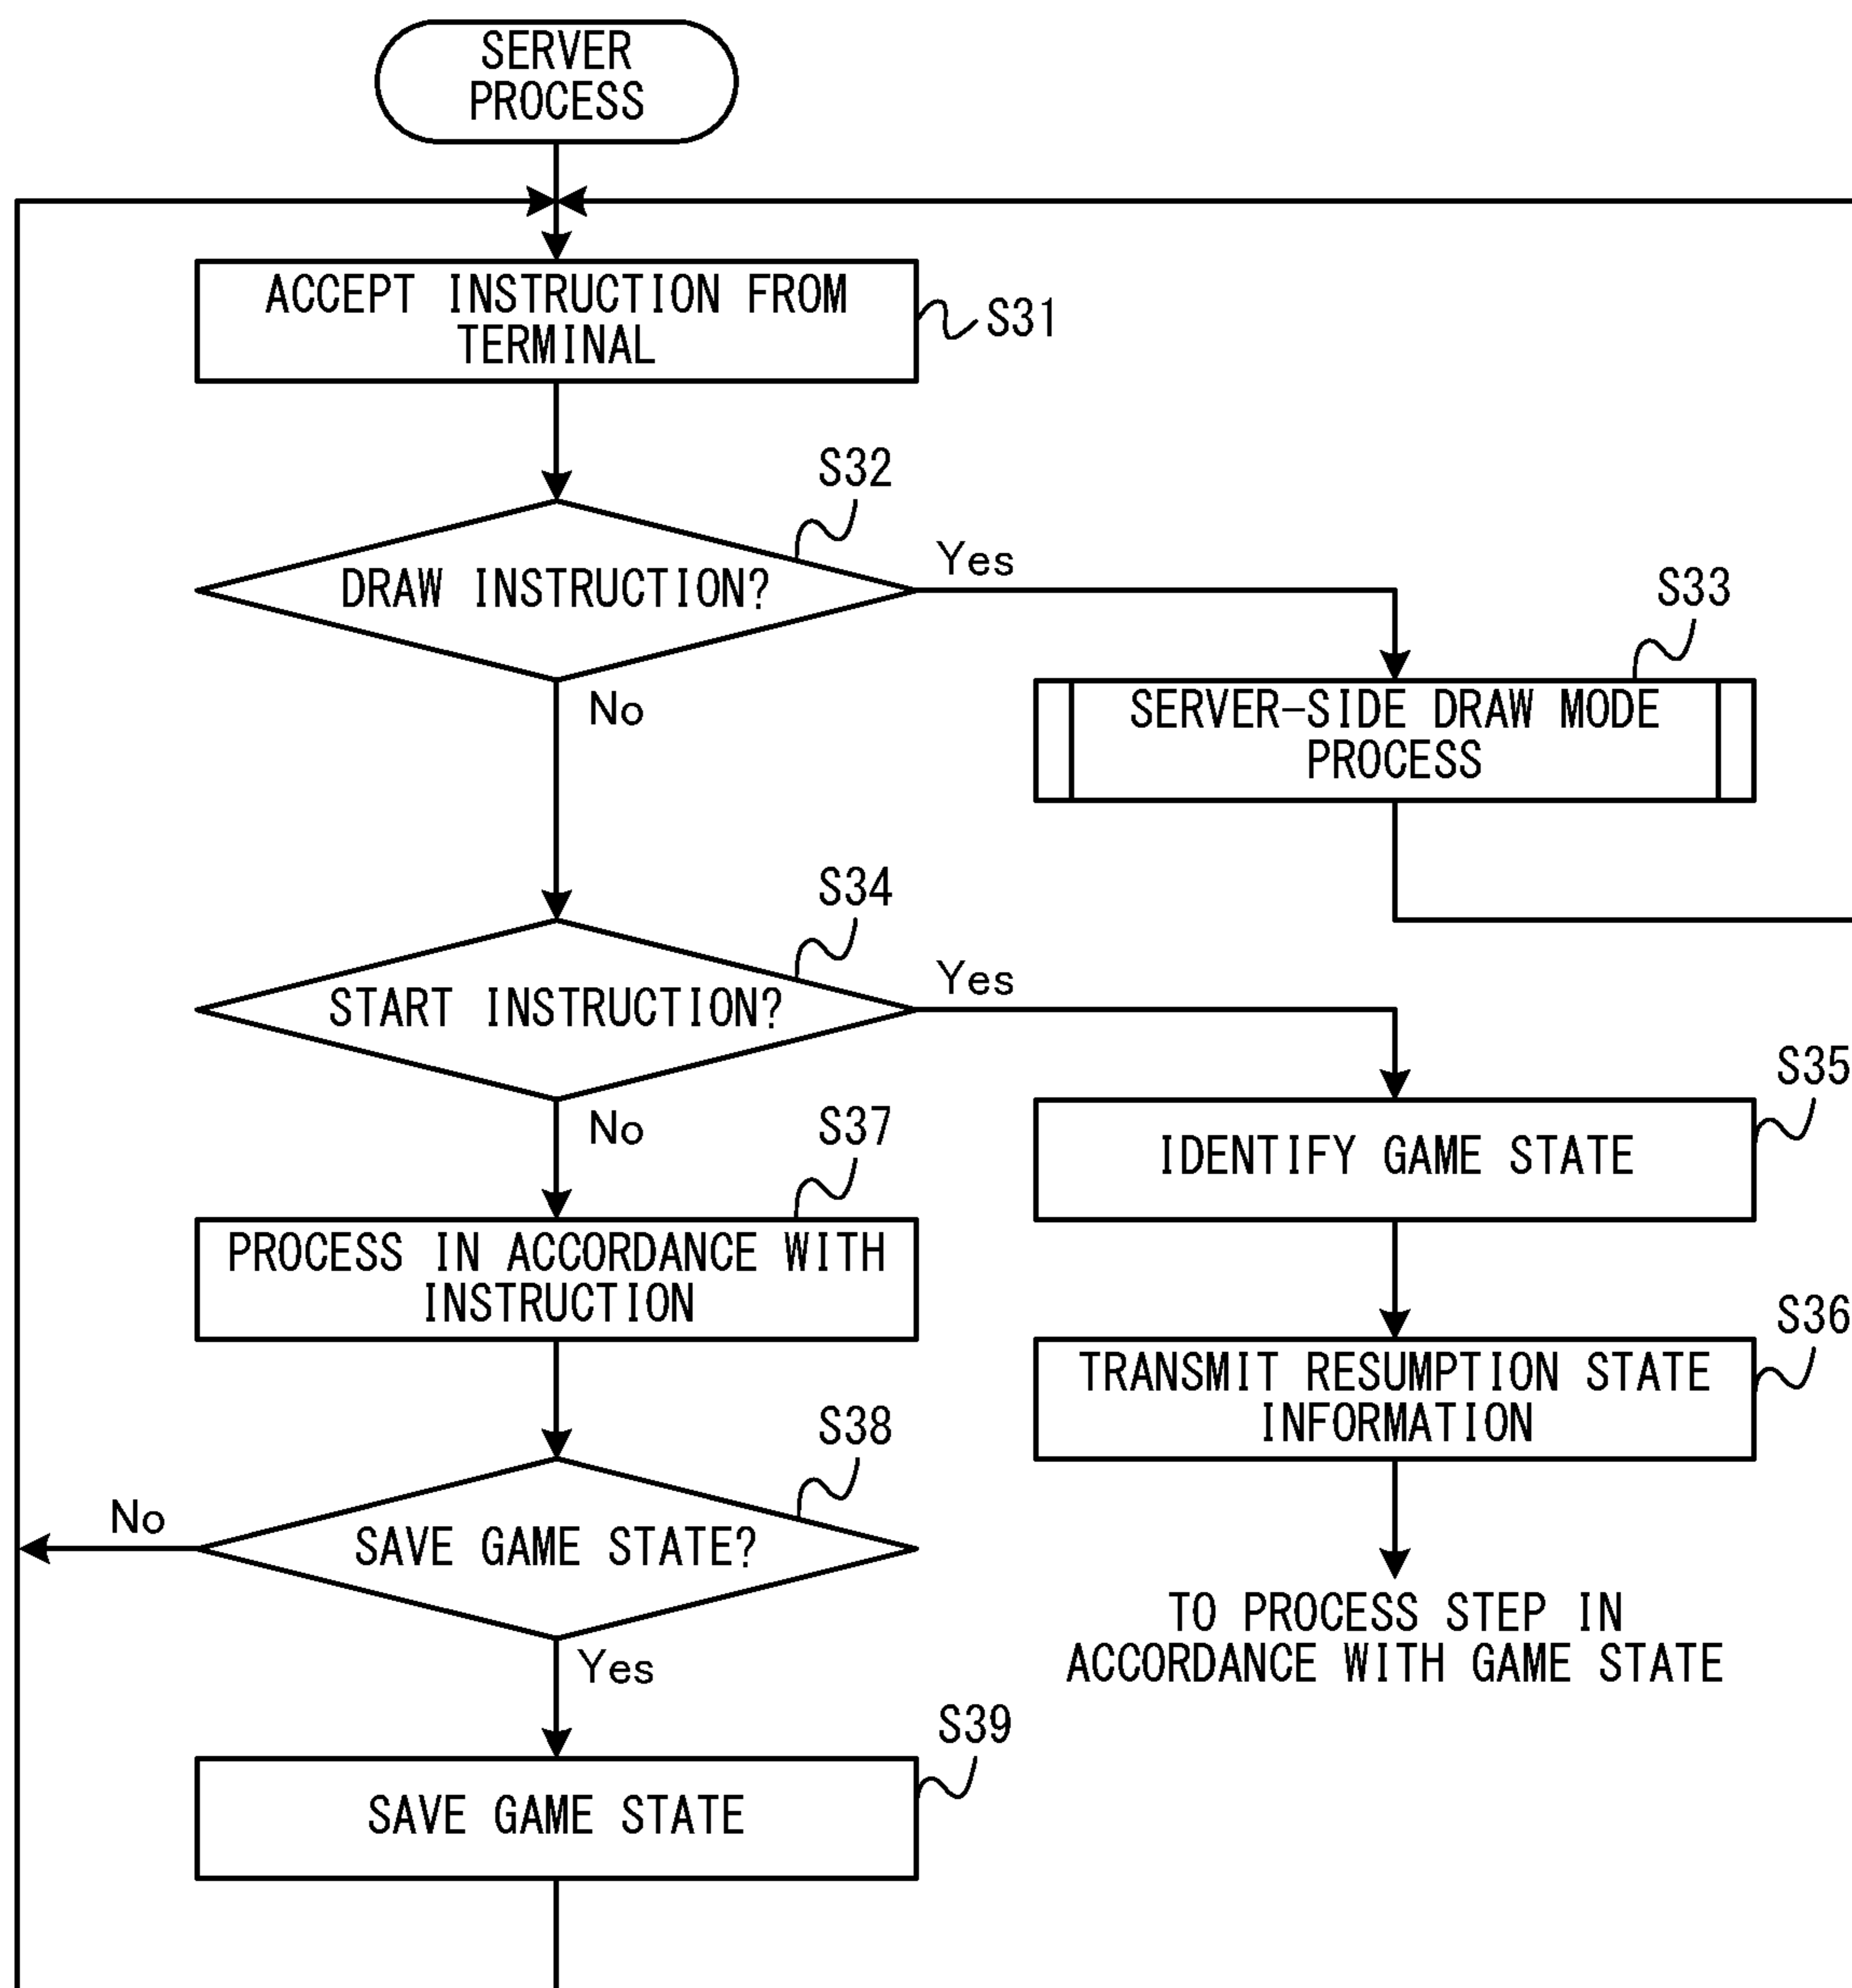 SERVER
PROCESS
ACCEPT INSTRUCTION FROM
TERMINAL
S31
S32
DRAW INSTRUCTION?
Yes
No
S33
SERVER-SIDE DRAW MODE
PROCESS
S34
START INSTRUCTION?
Yes
No
S35
IDENTIFY GAME STATE
S36
TRANSMIT RESUMPTION STATE
INFORMATION
TO PROCESS STEP IN
ACCORDANCE WITH GAME STATE
S37
PROCESS IN ACCORDANCE WITH
INSTRUCTION
S38
SAVE GAME STATE?
No
Yes
S39
SAVE GAME STATE